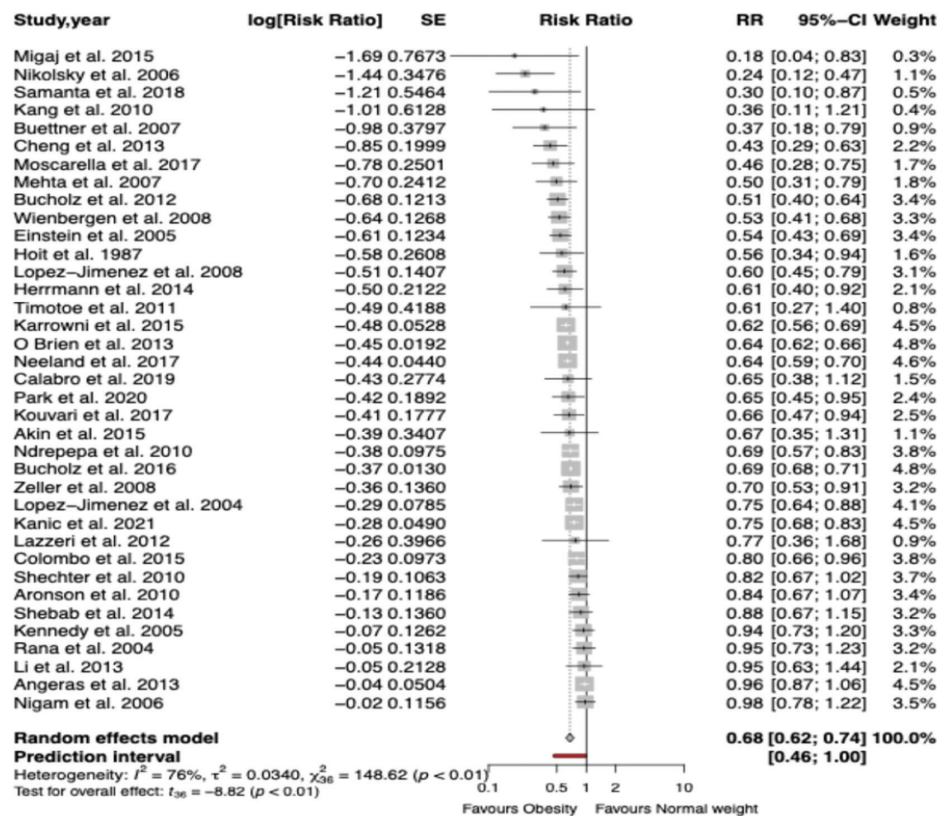 Study,year log[Risk Ratio] SE Risk Ratio RR 95%−CI Weight
Migaj et al. 2015 −1.69 0.7673 0.18 [0.04; 0.83] 0.3%
Nikolsky et al. 2006 −1.44 0.3476 0.24 [0.12; 0.47] 1.1%
Samanta et al. 2018 −1.21 0.5464 0.30 [0.10; 0.87] 0.5%
Kang et al. 2010 −1.01 0.6128 0.36 [0.11; 1.21] 0.4%
Buettner et al. 2007 −0.98 0.3797 0.37 [0.18; 0.79] 0.9%
Cheng et al. 2013 −0.85 0.1999 0.43 [0.29; 0.63] 2.2%
Moscarella et al. 2017 −0.78 0.2501 0.46 [0.28; 0.75] 1.7%
Mehta et al. 2007 −0.70 0.2412 0.50 [0.31; 0.79] 1.8%
Bucholz et al. 2012 −0.68 0.1213 0.51 [0.40; 0.64] 3.4%
Wienbergen et al. 2008 −0.64 0.1268 0.53 [0.41; 0.68] 3.3%
Einstein et al. 2005 −0.61 0.1234 0.54 [0.43; 0.69] 3.4%
Hoit et al. 1987 −0.58 0.2608 0.56 [0.34; 0.94] 1.6%
Lopez−Jimenez et al. 2008 −0.51 0.1407 0.60 [0.45; 0.79] 3.1%
Herrmann et al. 2014 −0.50 0.2122 0.61 [0.40; 0.92] 2.1%
Timotoe et al. 2011 −0.49 0.4188 0.61 [0.27; 1.40] 0.8%
Karrowni et al. 2015 −0.48 0.0528 0.62 [0.56; 0.69] 4.5%
O Brien et al. 2013 −0.45 0.0192 0.64 [0.62; 0.66] 4.8%
Neeland et al. 2017 −0.44 0.0440 0.64 [0.59; 0.70] 4.6%
Calabro et al. 2019 −0.43 0.2774 0.65 [0.38; 1.12] 1.5%
Park et al. 2020 −0.42 0.1892 0.65 [0.45; 0.95] 2.4%
Kouvari et al. 2017 −0.41 0.1777 0.66 [0.47; 0.94] 2.5%
Akin et al. 2015 −0.39 0.3407 0.67 [0.35; 1.31] 1.1%
Ndrepepa et al. 2010 −0.38 0.0975 0.69 [0.57; 0.83] 3.8%
Bucholz et al. 2016 −0.37 0.0130 0.69 [0.68; 0.71] 4.8%
Zeller et al. 2008 −0.36 0.1360 0.70 [0.53; 0.91] 3.2%
Lopez−Jimenez et al. 2004 −0.29 0.0785 0.75 [0.64; 0.88] 4.1%
Kanic et al. 2021 −0.28 0.0490 0.75 [0.68; 0.83] 4.5%
Lazzeri et al. 2012 −0.26 0.3966 0.77 [0.36; 1.68] 0.9%
Colombo et al. 2015 −0.23 0.0973 0.80 [0.66; 0.96] 3.8%
Shechter et al. 2010 −0.19 0.1063 0.82 [0.67; 1.02] 3.7%
Aronson et al. 2010 −0.17 0.1186 0.84 [0.67; 1.07] 3.4%
Shebab et al. 2014 −0.13 0.1360 0.88 [0.67; 1.15] 3.2%
Kennedy et al. 2005 −0.07 0.1262 0.94 [0.73; 1.20] 3.3%
Rana et al. 2004 −0.05 0.1318 0.95 [0.73; 1.23] 3.2%
Li et al. 2013 −0.05 0.2128 0.95 [0.63; 1.44] 2.1%
Angeras et al. 2013 −0.04 0.0504 0.96 [0.87; 1.06] 4.5%
Nigam et al. 2006 −0.02 0.1156 0.98 [0.78; 1.22] 3.5%
Random effects model 0.68 [0.62; 0.74] 100.0%
Prediction interval [0.46; 1.00]
Heterogeneity: I² = 76%, τ² = 0.0340, χ²₃₆ = 148.62 (p < 0.01)
Test for overall effect: t₃₆ = −8.82 (p < 0.01)
0.1 0.5 1 2 10
Favours Obesity Favours Normal weight